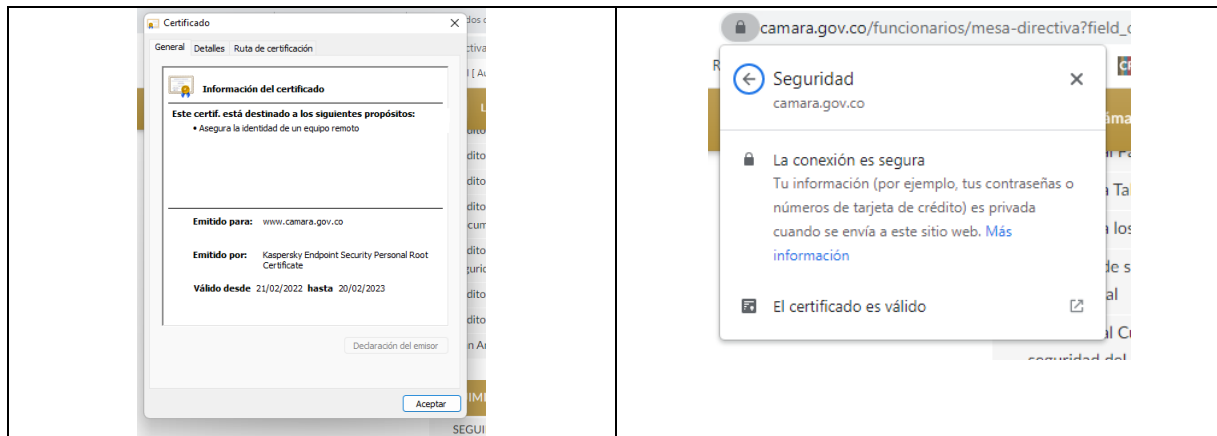 Certificado
General Detalles Ruta de certificación
Información del certificado
Este certif. está destinado a los siguientes propósitos:
• Asegura la identidad de un equipo remoto
Emitido para: www.camara.gov.co
Emitido por: Kaspersky Endpoint Security Personal Root
Certificate
Válido desde 21/02/2022 hasta 20/02/2023
Declaración del emisor
Aceptar
SEGUI
camara.gov.co/funcionarios/mesa-directiva?field_c
Seguridad
camara.gov.co
La conexión es segura
Tu información (por ejemplo, tus contraseñas o
números de tarjeta de crédito) es privada
cuando se envía a este sitio web. Más
información
El certificado es válido